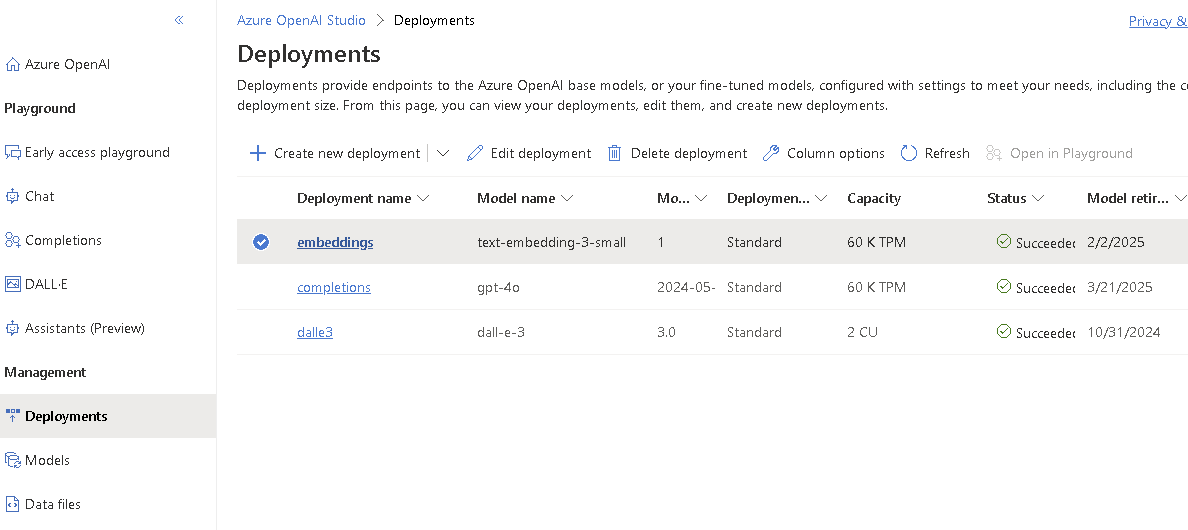 «
Azure OpenAI
Playground
Early access playground
Chat
Completions
DALL·E
Assistants (Preview)
Management
Deployments
Models
Data files
Azure OpenAI Studio > Deployments
Privacy &
Deployments
Deployments provide endpoints to the Azure OpenAI base models, or your fine-tuned models, configured with settings to meet your needs, including the c
deployment size. From this page, you can view your deployments, edit them, and create new deployments.
Create new deployment Edit deployment Delete deployment Column options Refresh Open in Playground
Deployment name Model name Mo... Deploymen... Capacity Status Model retir...
embeddings text-embedding-3-small 1 Standard 60 K TPM Succeeded 2/2/2025
completions gpt-4o 2024-05- Standard 60 K TPM Succeeded 3/21/2025
dalle3 dall-e-3 3.0 Standard 2 CU Succeeded 10/31/2024